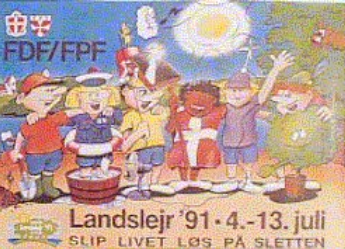 FDF/FPF
Landslejr '91 · 4.-13. juli
SLIP LIVET LØS PÅ SLETTEN